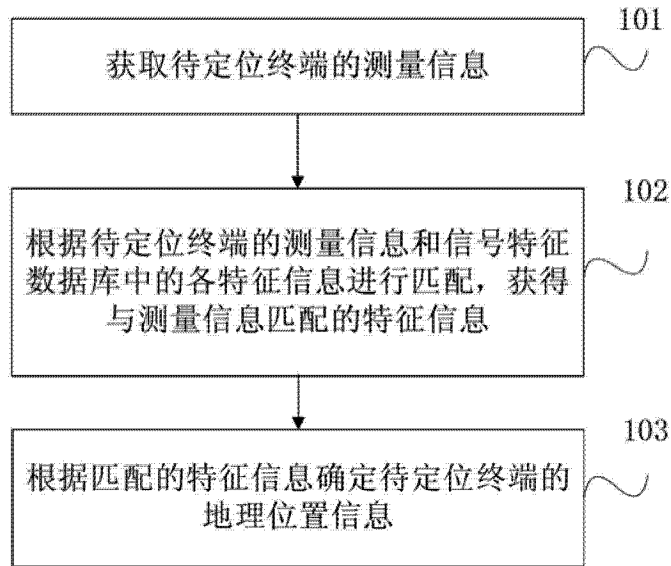 101
获取待定位终端的测量信息
102
根据待定位终端的测量信息和信号特征
数据库中的各特征信息进行匹配，获得
与测量信息匹配的特征信息
103
根据匹配的特征信息确定待定位终端的
地理位置信息